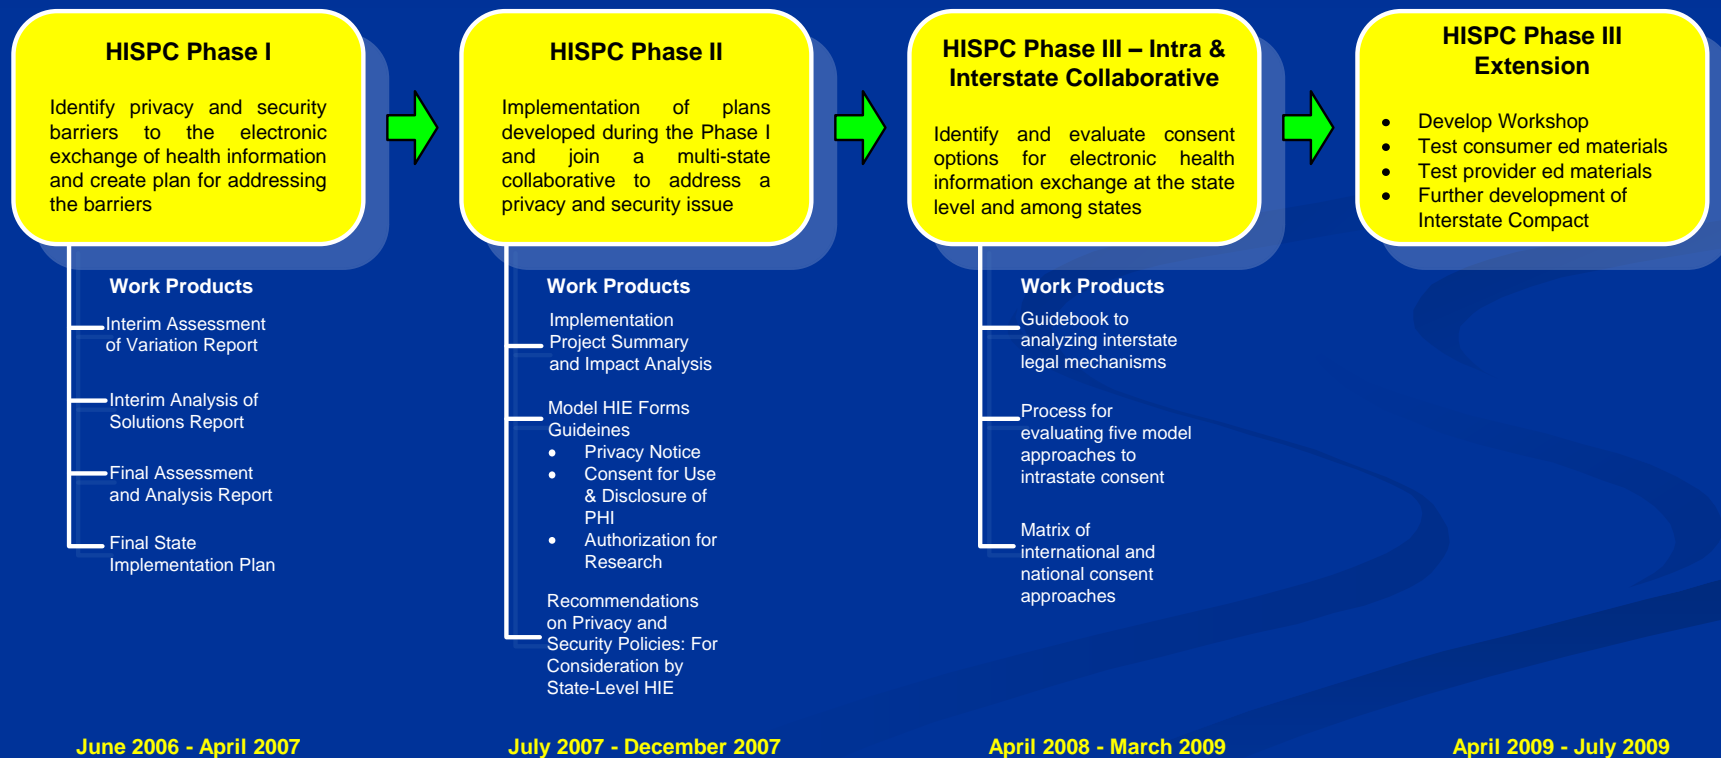 HISPC Phase I
Identify privacy and security
barriers to the electronic
exchange of health information
and create plan for addressing
the barriers
Work Products
Interim Assessment
of Variation Report
Interim Analysis of
Solutions Report
Final Assessment
and Analysis Report
Final State
Implementation Plan
June 2006 - April 2007
HISPC Phase II
Implementation of plans
developed during the Phase I
and join a multi-state
collaborative to address a
privacy and security issue
Work Products
Implementation
Project Summary
and Impact Analysis
Model HIE Forms
Guideines
• Privacy Notice
• Consent for Use
& Disclosure of
PHI
• Authorization for
Research
Recommendations
on Privacy and
Security Policies: For
Consideration by
State-Level HIE
July 2007 - December 2007
HISPC Phase III – Intra &
Interstate Collaborative
Identify and evaluate consent
options for electronic health
information exchange at the state
level and among states
Work Products
Guidebook to
analyzing interstate
legal mechanisms
Process for
evaluating five model
approaches to
intrastate consent
Matrix of
international and
national consent
approaches
April 2008 - March 2009
HISPC Phase III
Extension
• Develop Workshop
• Test consumer ed materials
• Test provider ed materials
• Further development of
Interstate Compact
April 2009 - July 2009